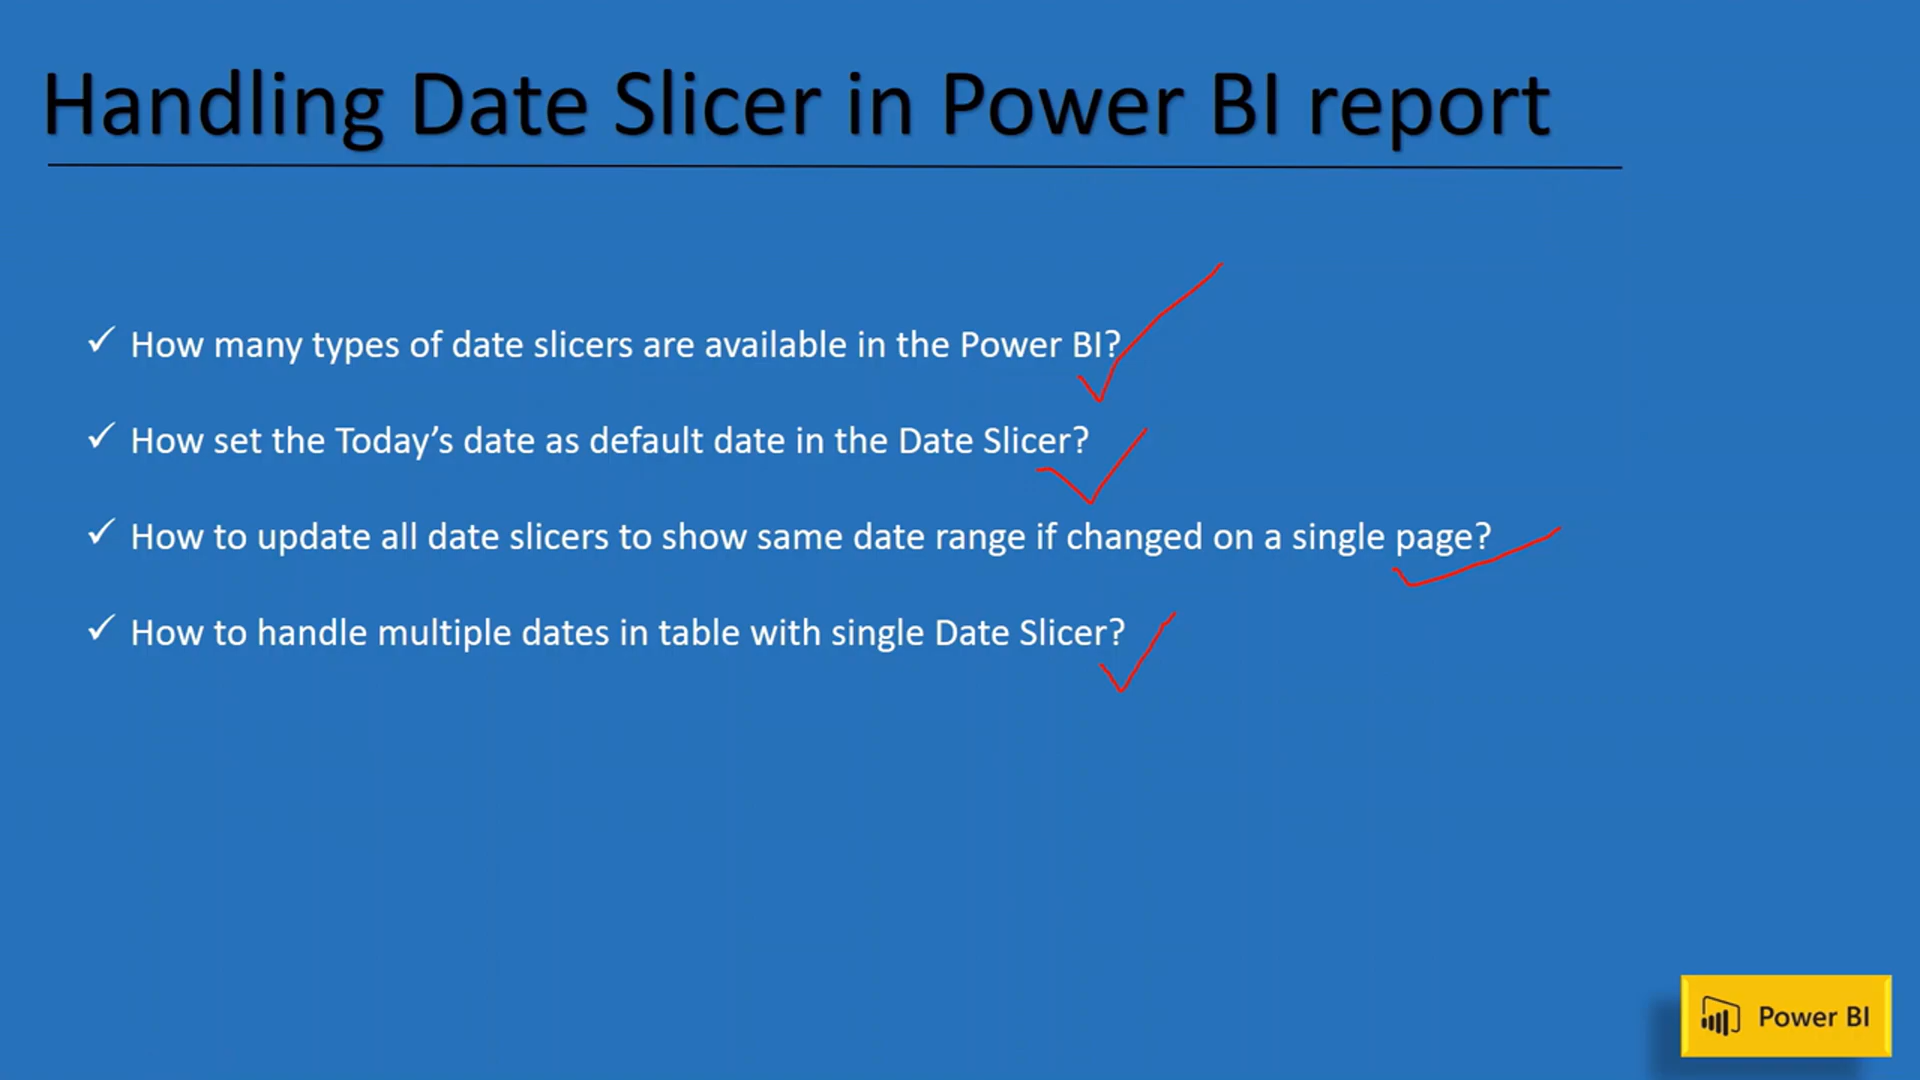 Handling Date Slicer in Power BI report
How many types of date slicers are available in the Power BI?
How set the Today’s date as default date in the Date Slicer?
How to update all date slicers to show same date range if changed on a single page?
How to handle multiple dates in table with single Date Slicer?
Power BI